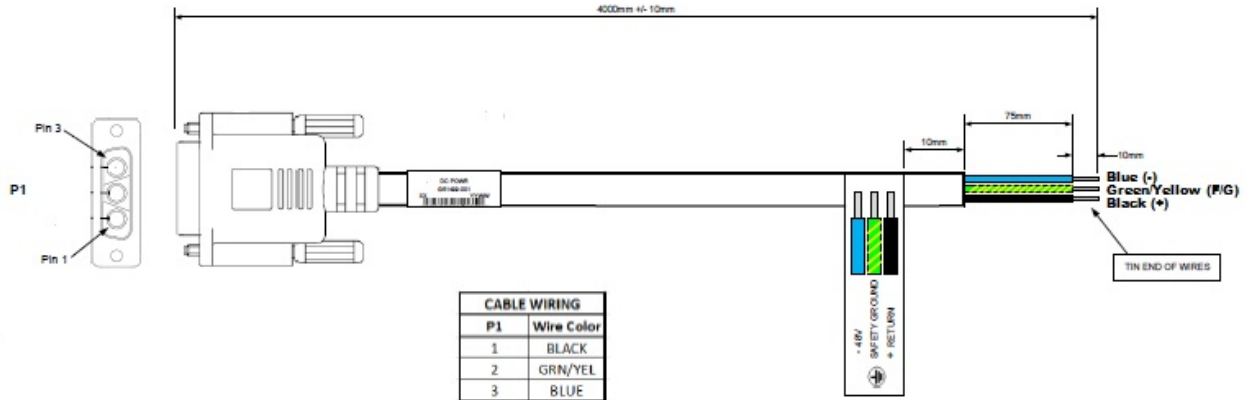 4000mm +/- 10mm
75mm
10mm
10mm
Pin 3
P1
Pin 1
DC POWER
Blue (-)
Green/Yellow (F/G)
Black (+)
TIN END OF WIRES
- 48V
SAFETY GROUND
+ RETURN
CABLE WIRING
P1 Wire Color
1 BLACK
2 GRN/YEL
3 BLUE